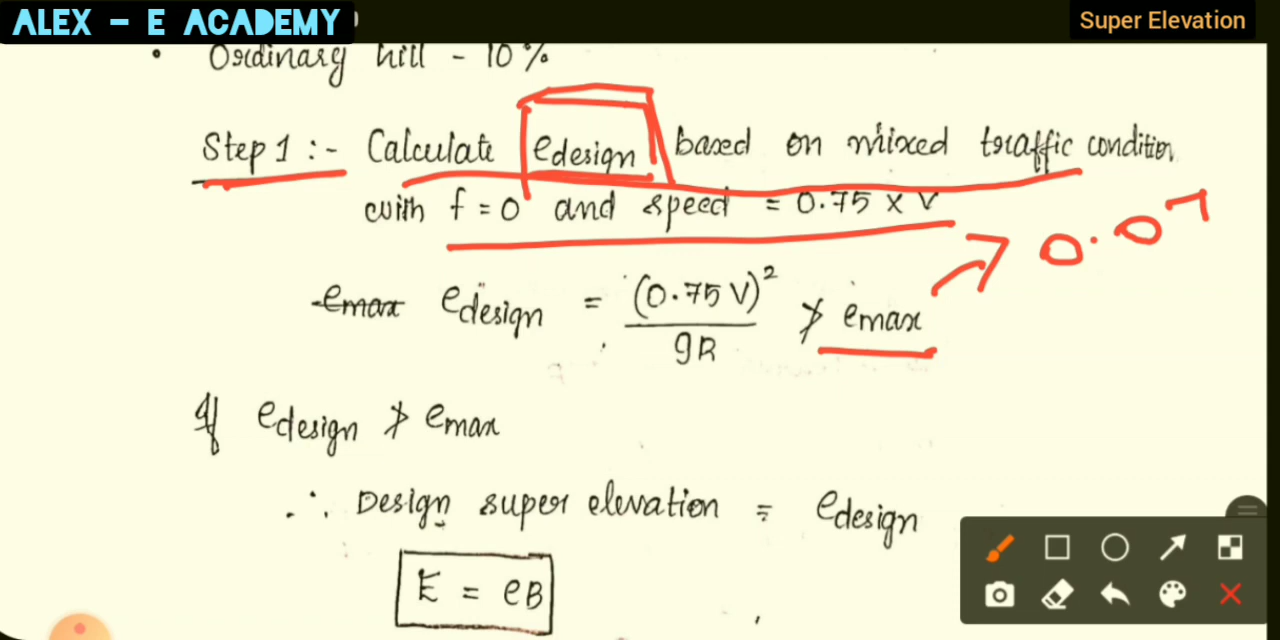 ALEX - E ACADEMY
Super Elevation
• Ordinary hill - 10%
Step 1 :- Calculate edesign based on mixed traffic condition
with f = 0 and speed = 0.75 x V
0.07
emax edesign = (0.75 V)² / gR ≯ emax
If edesign ≯ emax
∴ Design super elevation = edesign
E = eB